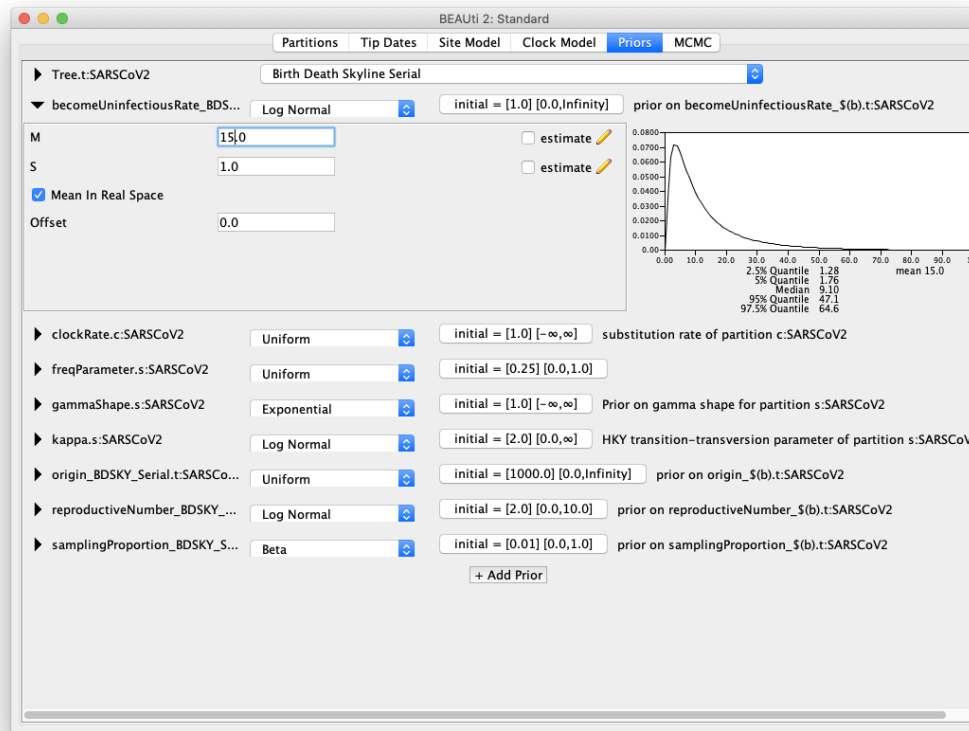 BEAUti 2: Standard
Partitions Tip Dates Site Model Clock Model Priors MCMC
Tree.t:SARSCoV2 Birth Death Skyline Serial
becomeUninfectiousRate_BDS... Log Normal initial = [1.0] [0.0,Infinity] prior on becomeUninfectiousRate_$(b).t:SARSCoV2
M 15.0 estimate
S 1.0 estimate
Mean In Real Space
Offset 0.0
0.0800
0.0700
0.0600
0.0500
0.0400
0.0300
0.0200
0.0100
0.00
0.00 10.0 20.0 30.0 40.0 50.0 60.0 70.0 80.0 90.0
2.5% Quantile 1.28 mean 15.0
5% Quantile 1.76
Median 9.10
95% Quantile 47.1
97.5% Quantile 64.6
clockRate.c:SARSCoV2 Uniform initial = [1.0] [-∞,∞] substitution rate of partition c:SARSCoV2
freqParameter.s:SARSCoV2 Uniform initial = [0.25] [0.0,1.0]
gammaShape.s:SARSCoV2 Exponential initial = [1.0] [-∞,∞] Prior on gamma shape for partition s:SARSCoV2
kappa.s:SARSCoV2 Log Normal initial = [2.0] [0.0,∞] HKY transition-transversion parameter of partition s:SARSCoV
origin_BDSKY_Serial.t:SARSCo... Uniform initial = [1000.0] [0.0,Infinity] prior on origin_$(b).t:SARSCoV2
reproductiveNumber_BDSKY_... Log Normal initial = [2.0] [0.0,10.0] prior on reproductiveNumber_$(b).t:SARSCoV2
samplingProportion_BDSKY_S... Beta initial = [0.01] [0.0,1.0] prior on samplingProportion_$(b).t:SARSCoV2
+ Add Prior